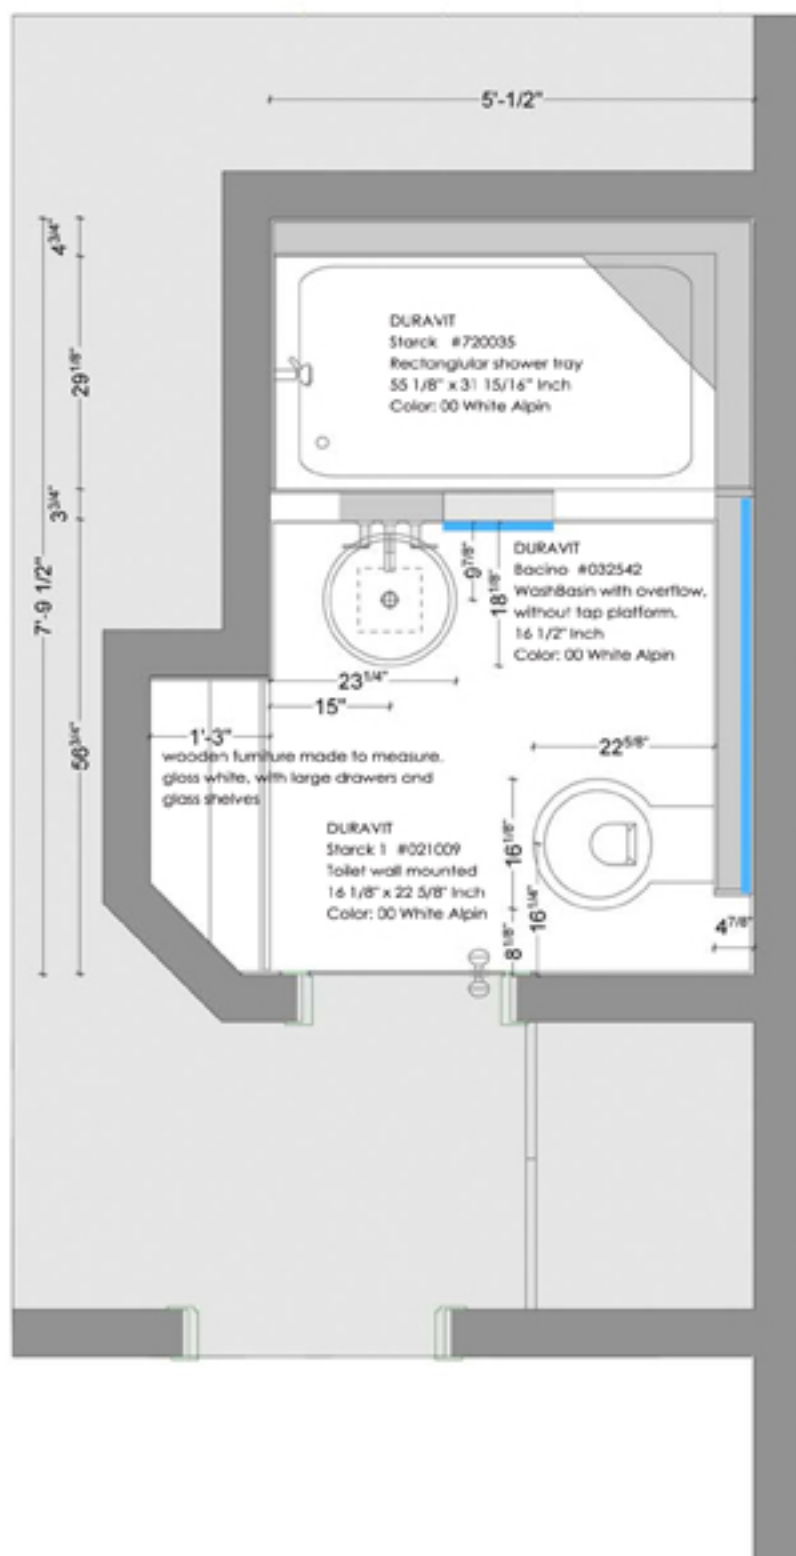 5'-1/2"
4 3/4"
29 1/8"
3 3/4"
7'-9 1/2"
56 3/4"
DURAVIT
Starck #720035
Rectanglular shower tray
55 1/8" x 31 15/16" Inch
Color: 00 White Alpin
9 7/8"
18 1/8"
DURAVIT
Bacino #032542
WashBasin with overflow,
without tap platform,
16 1/2" Inch
Color: 00 White Alpin
23 1/4"
15"
1'-3"
wooden furniture made to measure,
gloss white, with large drawers and
glass shelves
22 5/8"
DURAVIT
Starck 1 #021009
Toilet wall mounted
16 1/8" x 22 5/8" Inch
Color: 00 White Alpin
16 1/8"
16 1/4"
8 1/8"
4 7/8"